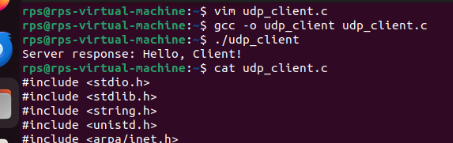 rps@rps-virtual-machine:~$ vim udp_client.c
rps@rps-virtual-machine:~$ gcc -o udp_client udp_client.c
rps@rps-virtual-machine:~$ ./udp_client
Server response: Hello, Client!
rps@rps-virtual-machine:~$ cat udp_client.c
#include <stdio.h>
#include <stdlib.h>
#include <string.h>
#include <unistd.h>
#include <arpa/inet.h>